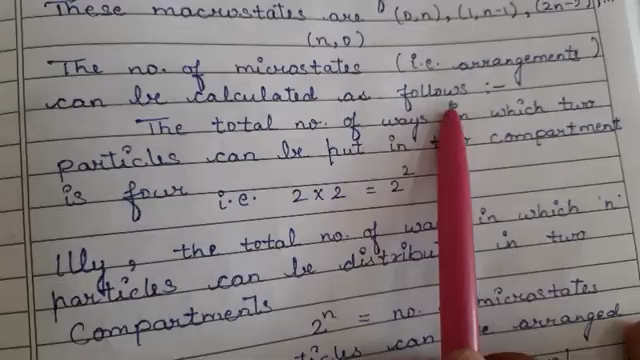 These macrostates are (0,n), (1,n-1), (2n-2)...
(n,0)
The no. of microstates (i.e. arrangements)
can be calculated as follows :-
The total no. of ways in which two
particles can be put in compartment
is four i.e. 2 × 2 = 2²
Illy, the total no. of in which 'n'
particles can be in two
Compartments
2ⁿ = no. microstates
can arranged